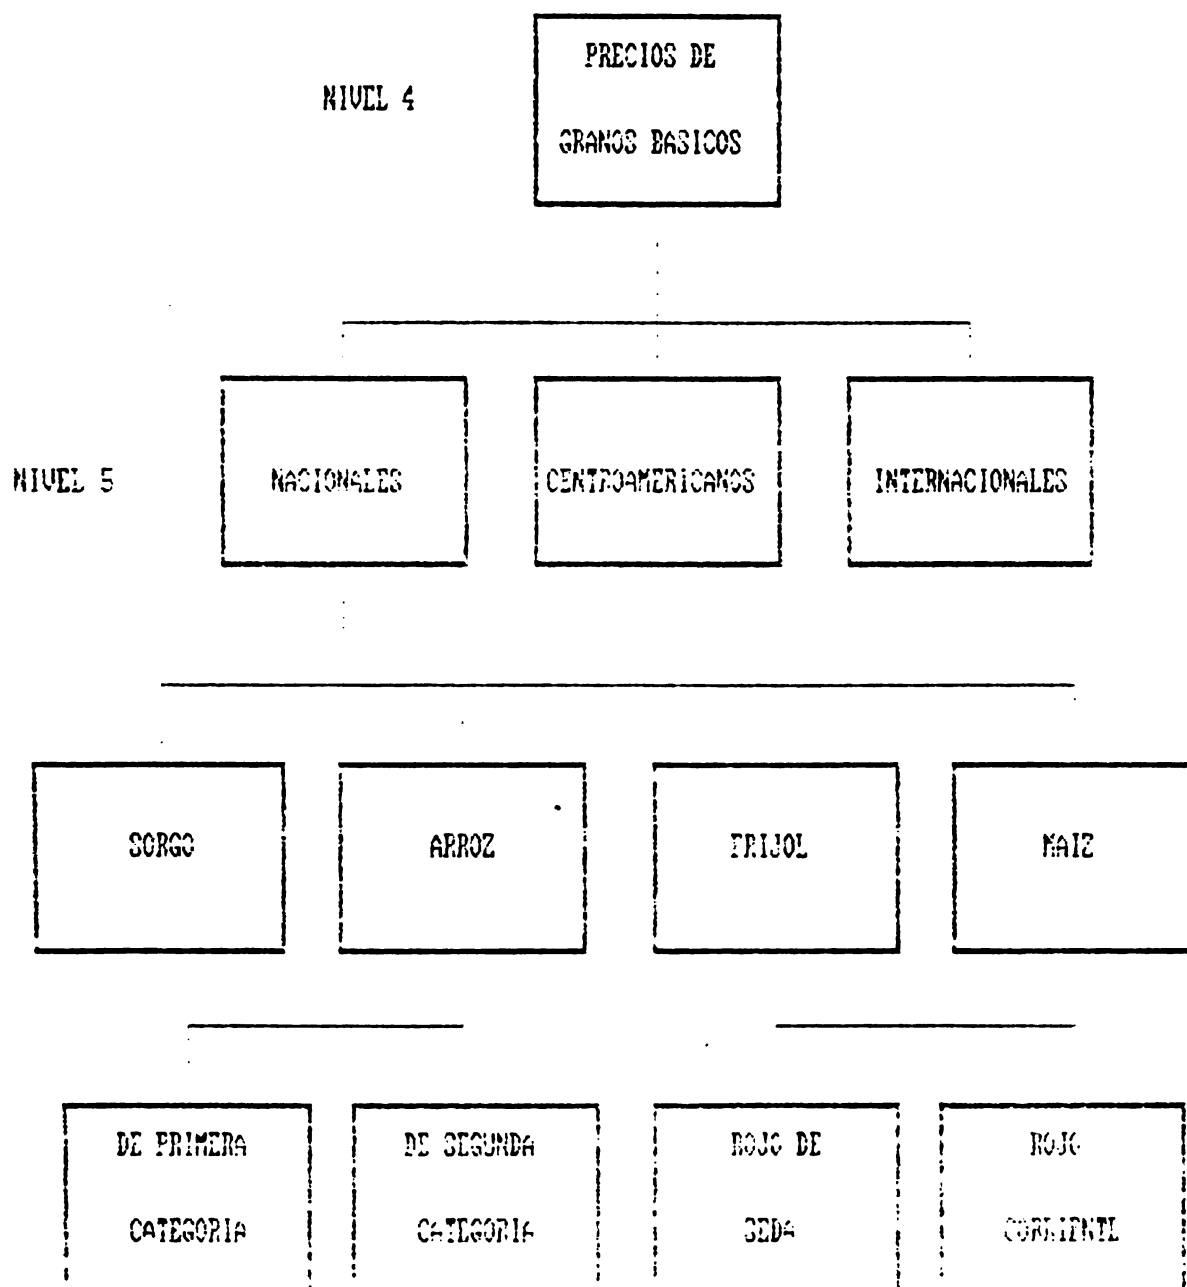 PRECIOS DE
NIVEL 4
GRANOS BASICOS
NIVEL 5
NACIONALES
CENTROAMERICANOS
INTERNACIONALES
SORGO
ARROZ
FRIJOL
MAIZ
DE PRIMERA
DE SEGUNDA
ROJO DE
ROJO
CATEGORIA
CATEGORIA
SEDA
CORRIENTE